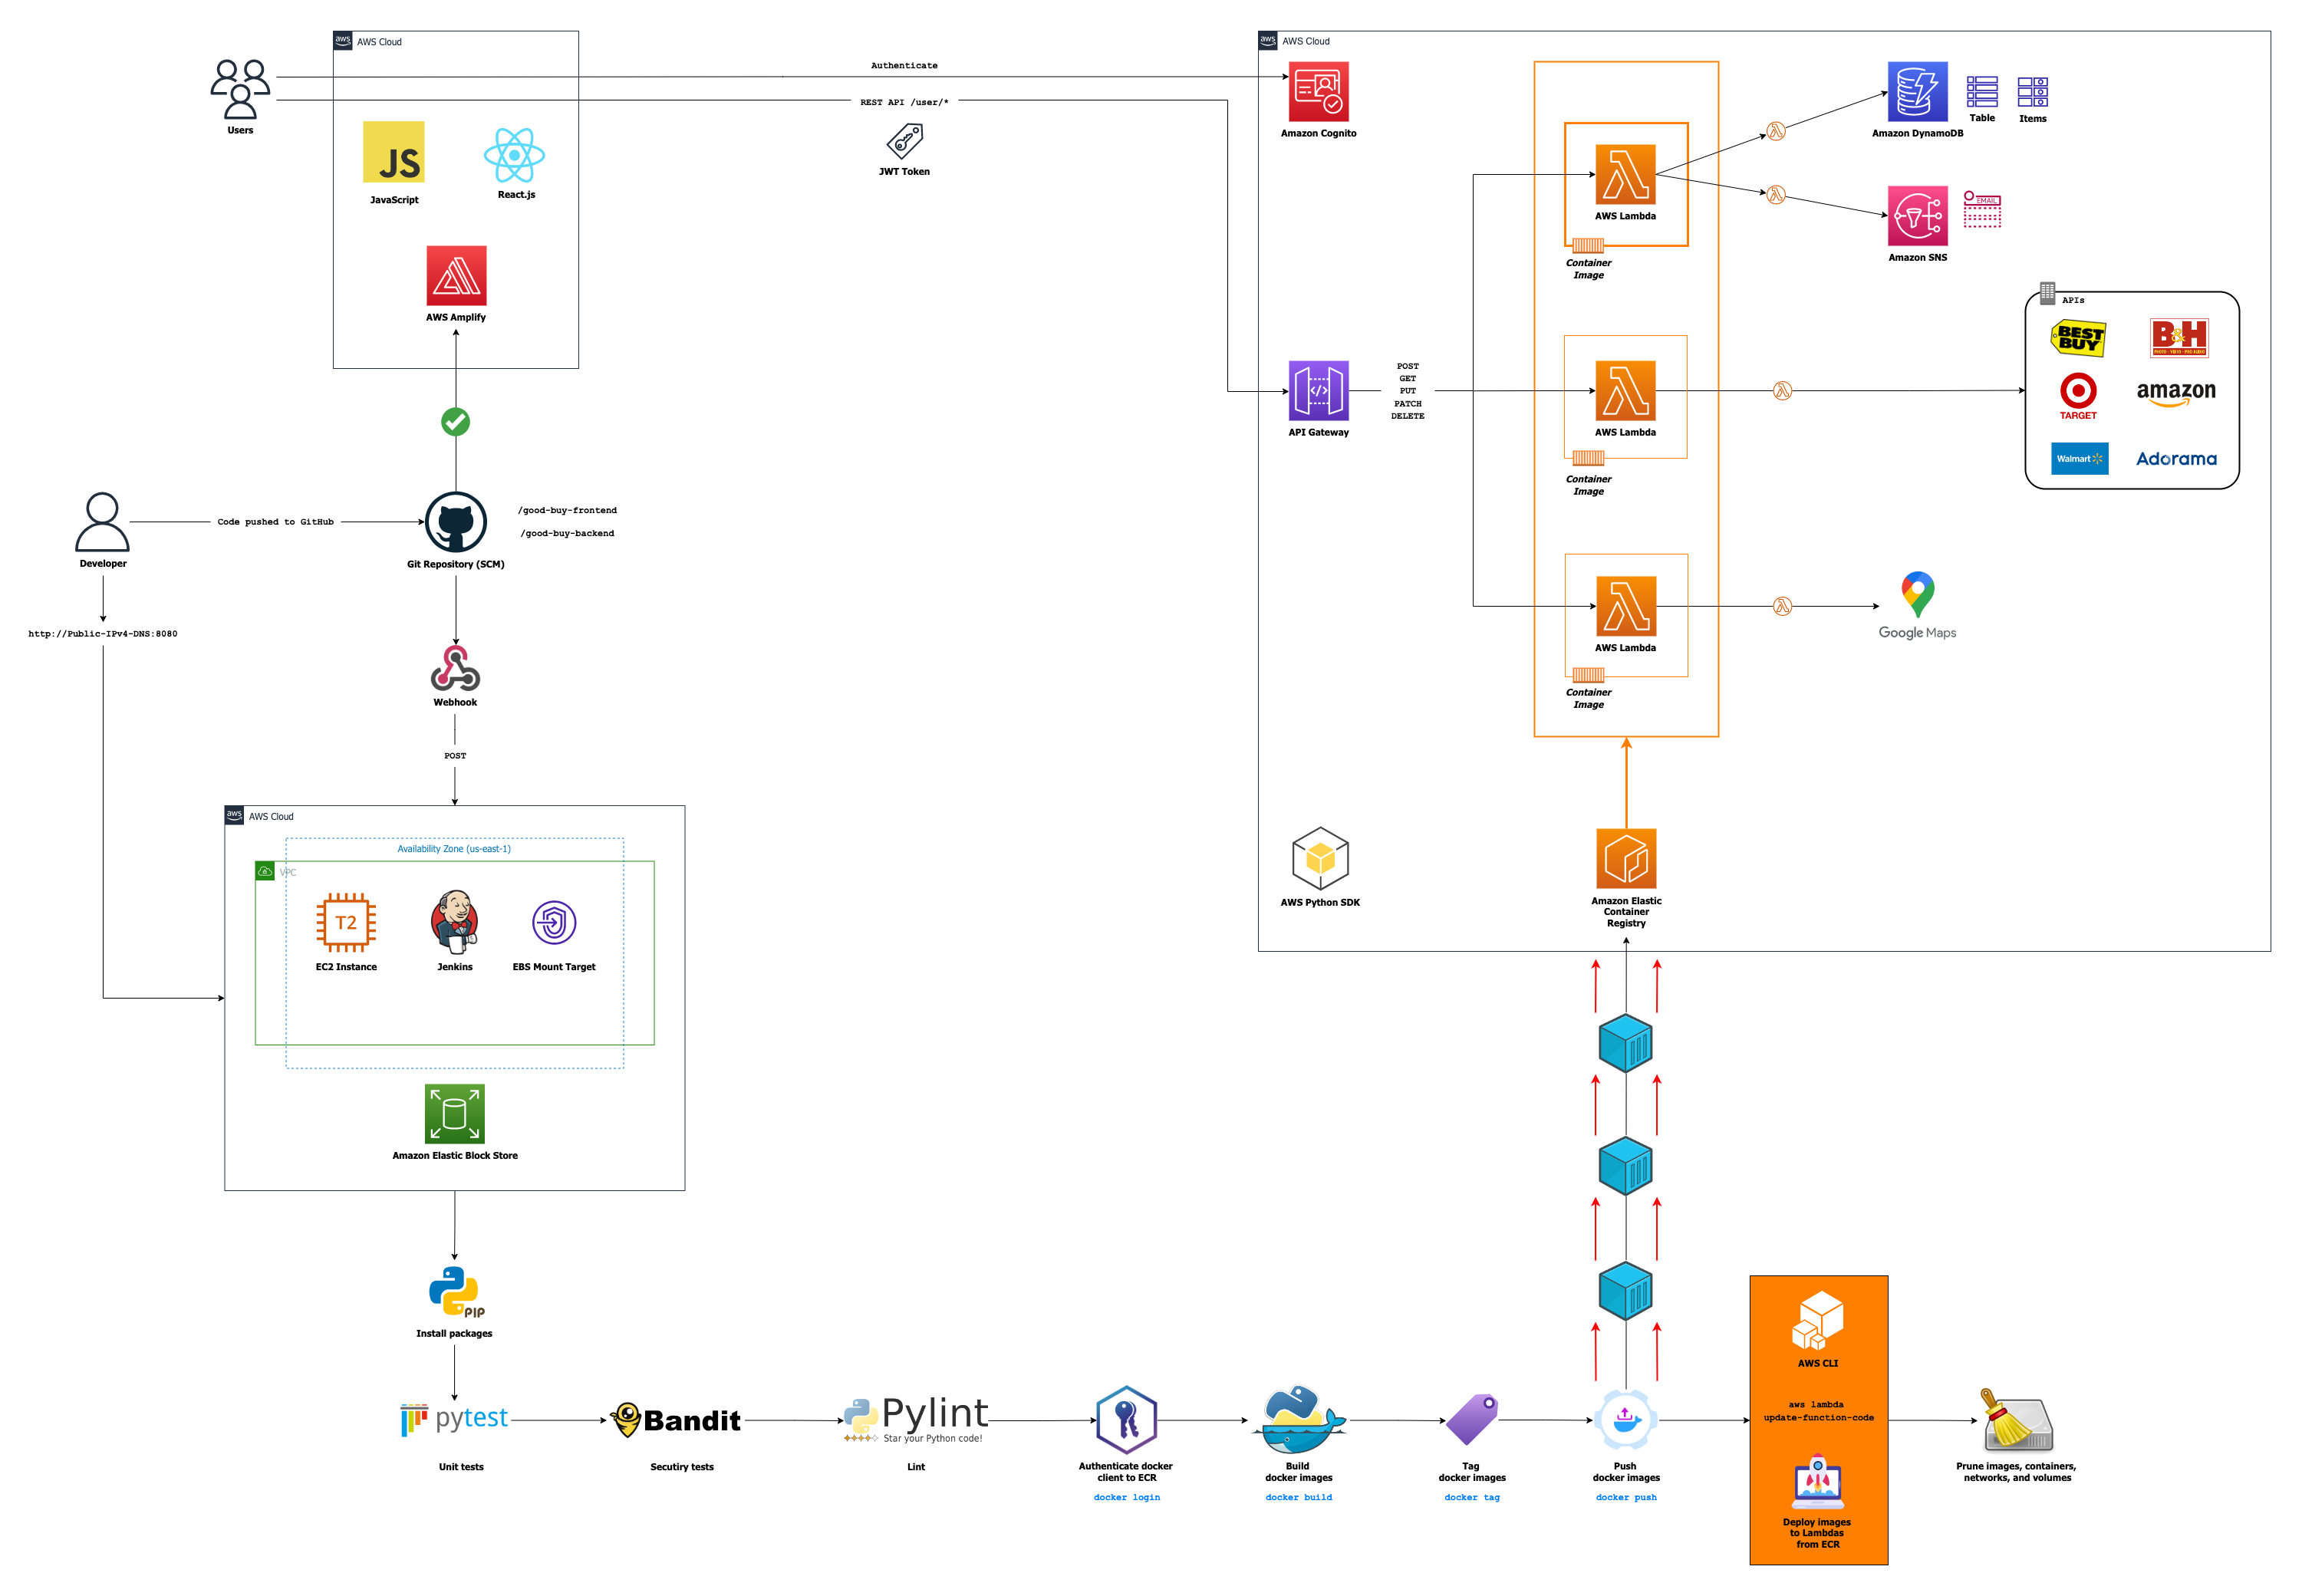 aws AWS Cloud
Users
JS
JavaScript
React.js
AWS Amplify
Authenticate
REST API /user/*
JWT Token
aws AWS Cloud
Amazon Cognito
AWS Lambda
Container
Image
Amazon DynamoDB
Table
Items
EMAIL
Amazon SNS
API Gateway
POST
GET
PUT
PATCH
DELETE
AWS Lambda
Container
Image
APIs
BEST
BUY
B&H
PHOTO · VIDEO · PRO AUDIO
TARGET
amazon
Walmart
Adorama
AWS Lambda
Container
Image
Google Maps
AWS Python SDK
Amazon Elastic
Container
Registry
Developer
Code pushed to GitHub
Git Repository (SCM)
/good-buy-frontend
/good-buy-backend
http://Public-IPv4-DNS:8080
Webhook
POST
aws AWS Cloud
Availability Zone (us-east-1)
VPC
T2
EC2 Instance
Jenkins
EBS Mount Target
Amazon Elastic Block Store
PIP
Install packages
pytest
Unit tests
Bandit
Secutiry tests
Pylint
Star your Python code!
Lint
Authenticate docker
client to ECR
docker login
Build
docker images
docker build
Tag
docker images
docker tag
Push
docker images
docker push
AWS CLI
aws lambda
update-function-code
Deploy images
to Lambdas
from ECR
Prune images, containers,
networks, and volumes